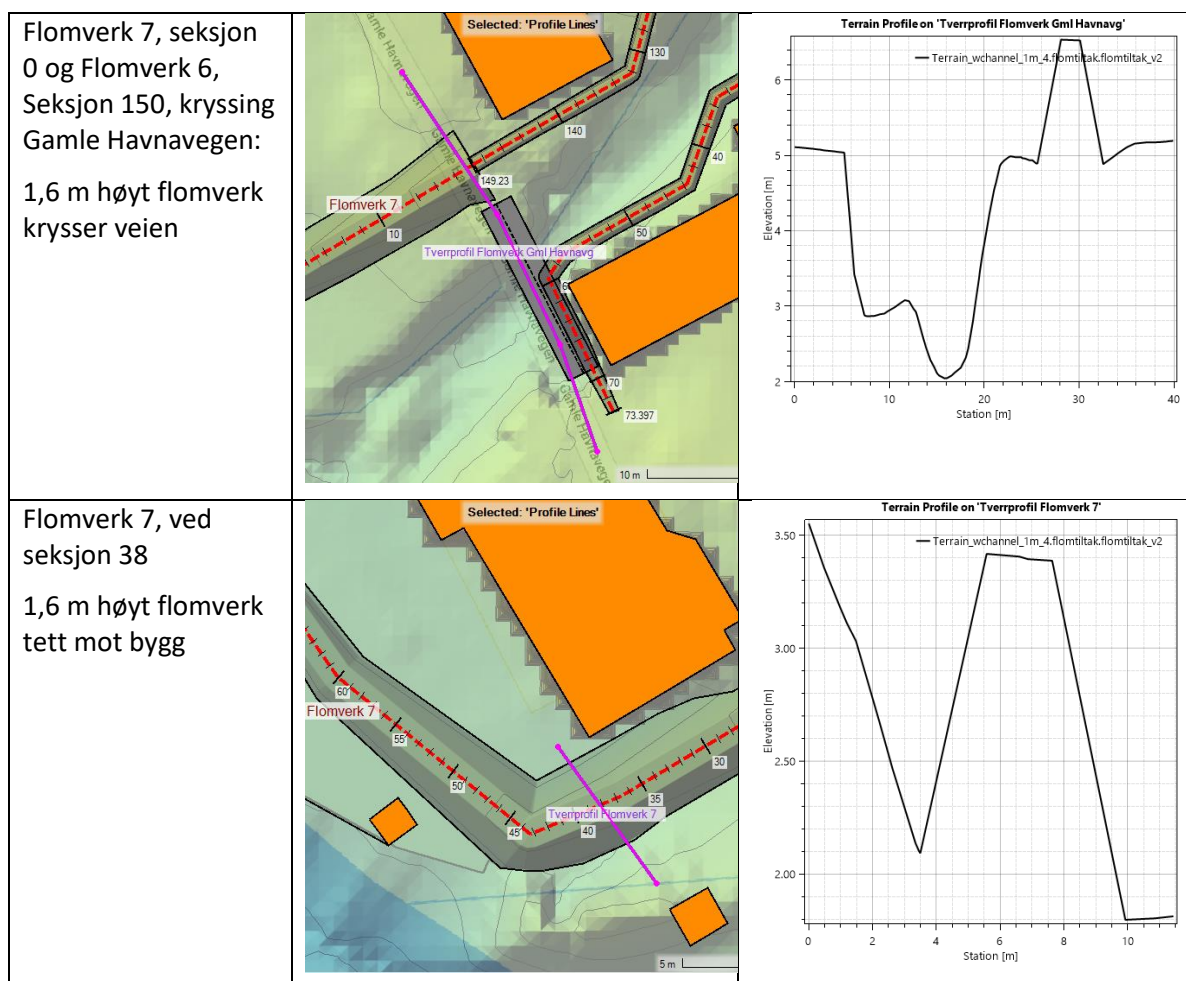 Flomverk 7, seksjon
0 og Flomverk 6,
Seksjon 150, kryssing
Gamle Havnavegen:
1,6 m høyt flomverk
krysser veien
Selected: 'Profile Lines'
Gamle Havnavegen
130
140
40
149.23
Flomverk 7
10
50
Tverrprofil Flomverk Gml Havnavg
70
73.397
Gamle Havnavegen
10 m
Terrain Profile on 'Tverrprofil Flomverk Gml Havnavg'
Terrain_wchannel_1m_4.flomtiltak.flomtiltak_v2
Elevation [m]
6
5
4
3
2
0
10
20
30
40
Station [m]
Flomverk 7, ved
seksjon 38
1,6 m høyt flomverk
tett mot bygg
Selected: 'Profile Lines'
60
Flomverk 7
55
50
45
40
35
30
Tverrprofil Flomverk 7
5 m
Terrain Profile on 'Tverrprofil Flomverk 7'
Terrain_wchannel_1m_4.flomtiltak.flomtiltak_v2
Elevation [m]
3.50
3.00
2.50
2.00
0
2
4
6
8
10
Station [m]